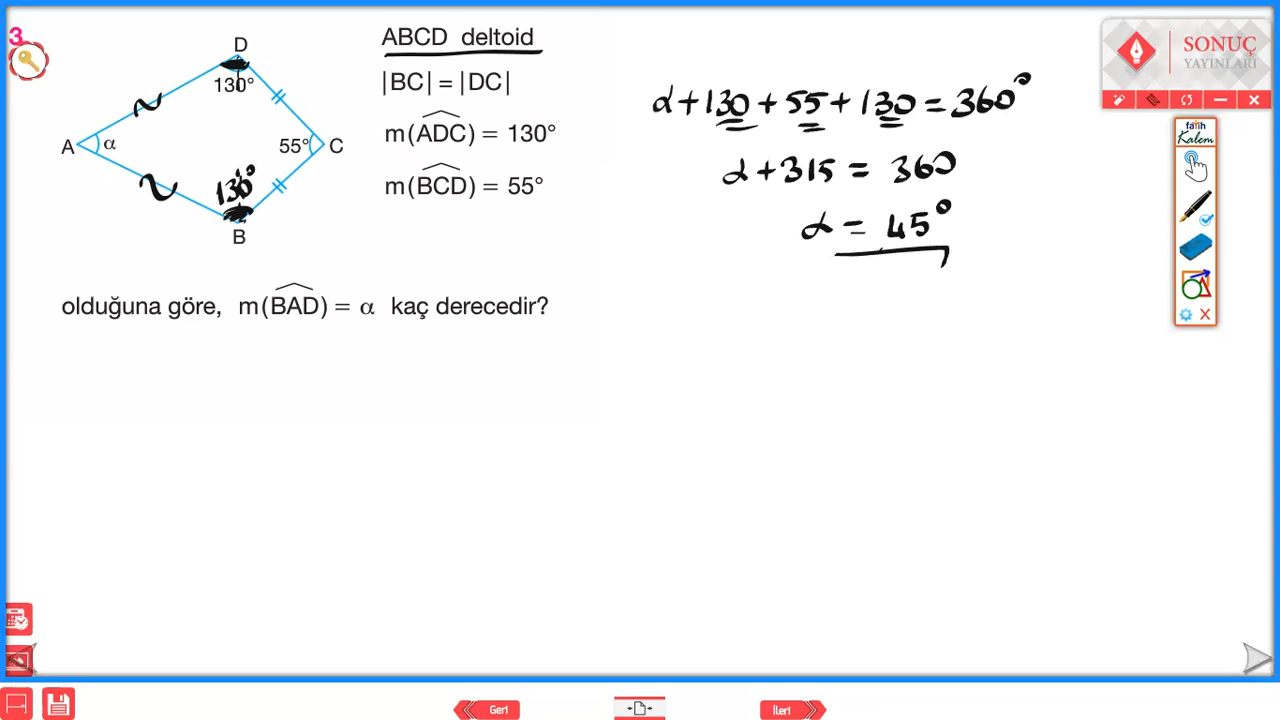 3
D
130°
A
α
55°
C
130°
B
ABCD deltoid
|BC| = |DC|
m(ADC) = 130°
m(BCD) = 55°
olduğuna göre, m(BAD) = α kaç derecedir?
α + 130 + 55 + 130 = 360°
α + 315 = 360
α = 45°
SONUÇ
YAYINLARI
fatih
Kalem
Geri
İleri